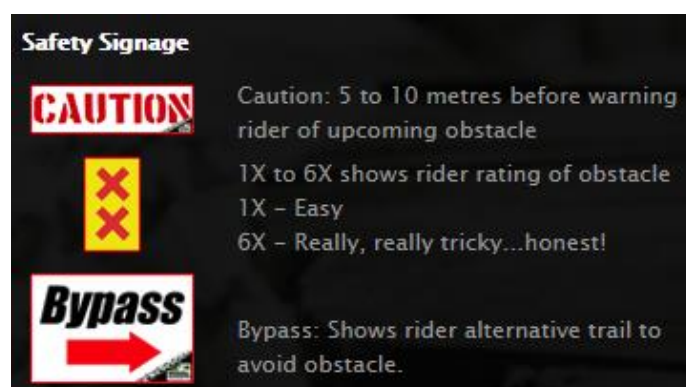 Safety Signage
CAUTION
Caution: 5 to 10 metres before warning
rider of upcoming obstacle
XX
1X to 6X shows rider rating of obstacle
1X – Easy
6X – Really, really tricky...honest!
Bypass
Bypass: Shows rider alternative trail to
avoid obstacle.